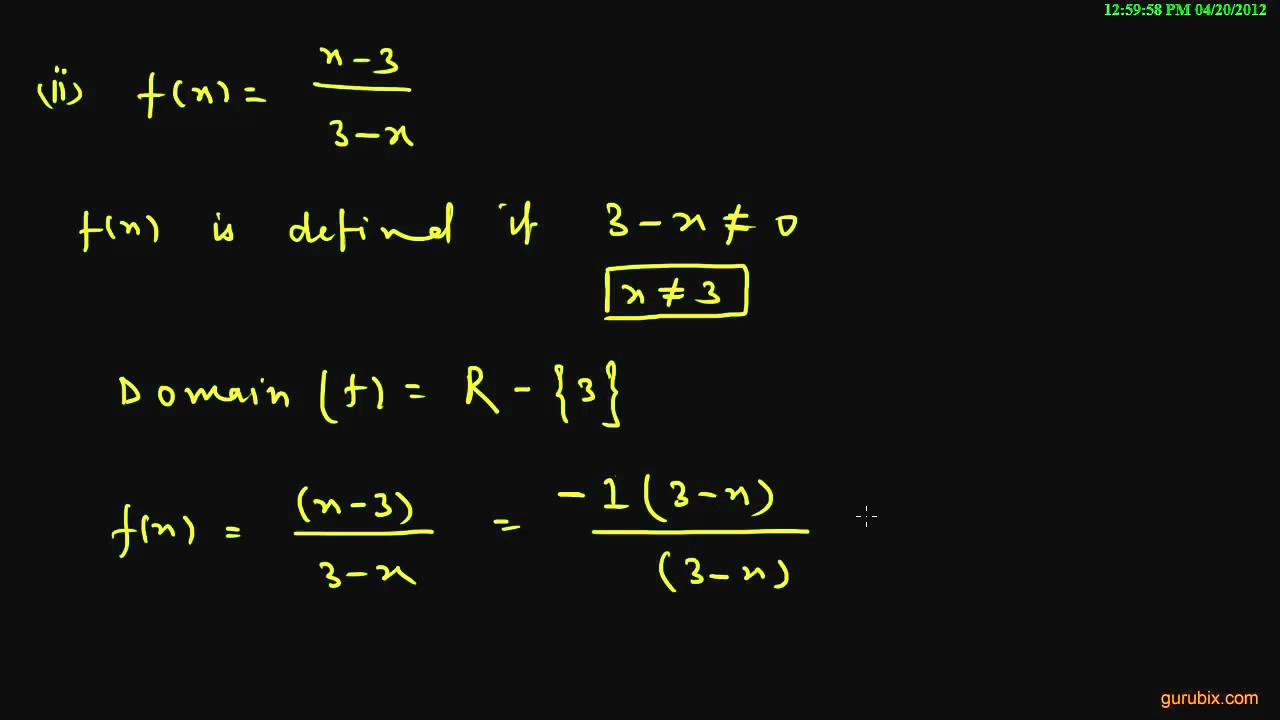 12:59:58 PM 04/20/2012
(ii) f(x) = x-3 / 3-x
f(x) is defined if 3-x ≠ 0
x ≠ 3
Domain (f) = R - {3}
f(x) = (x-3) / 3-x = -1(3-x) / (3-x)
gurubix.com